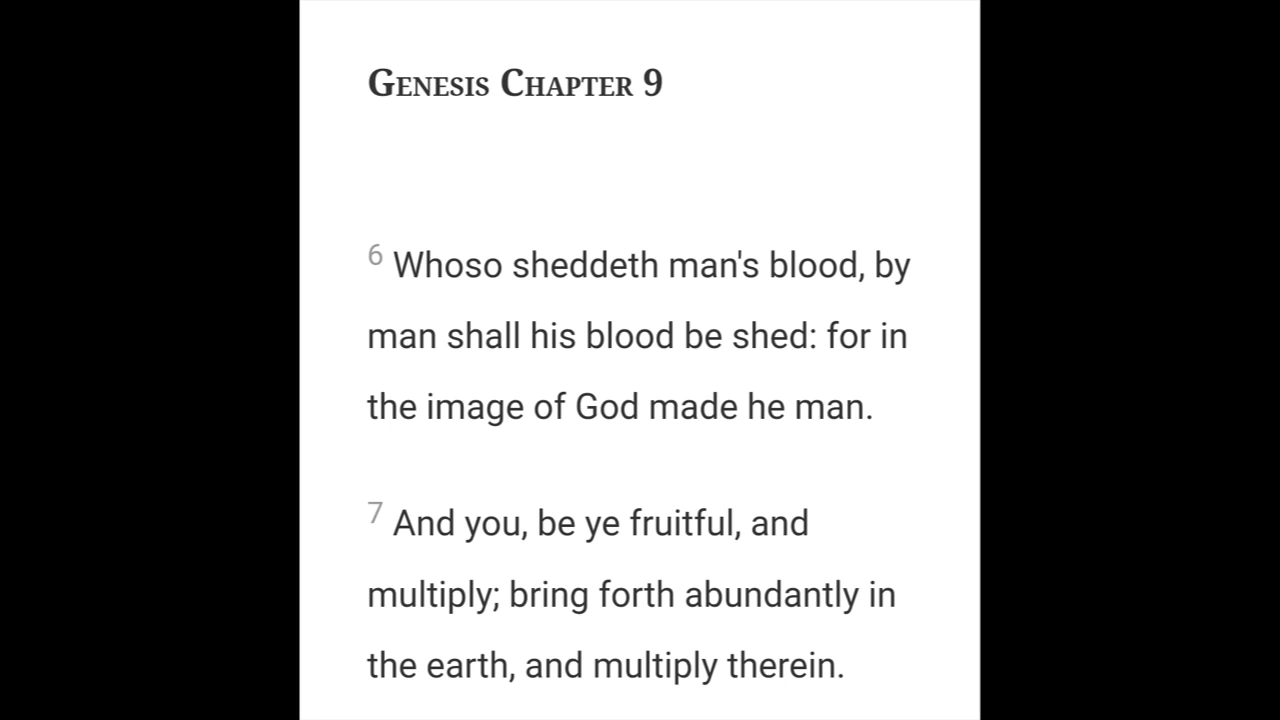 Genesis Chapter 9
6 Whoso sheddeth man's blood, by
man shall his blood be shed: for in
the image of God made he man.
7 And you, be ye fruitful, and
multiply; bring forth abundantly in
the earth, and multiply therein.